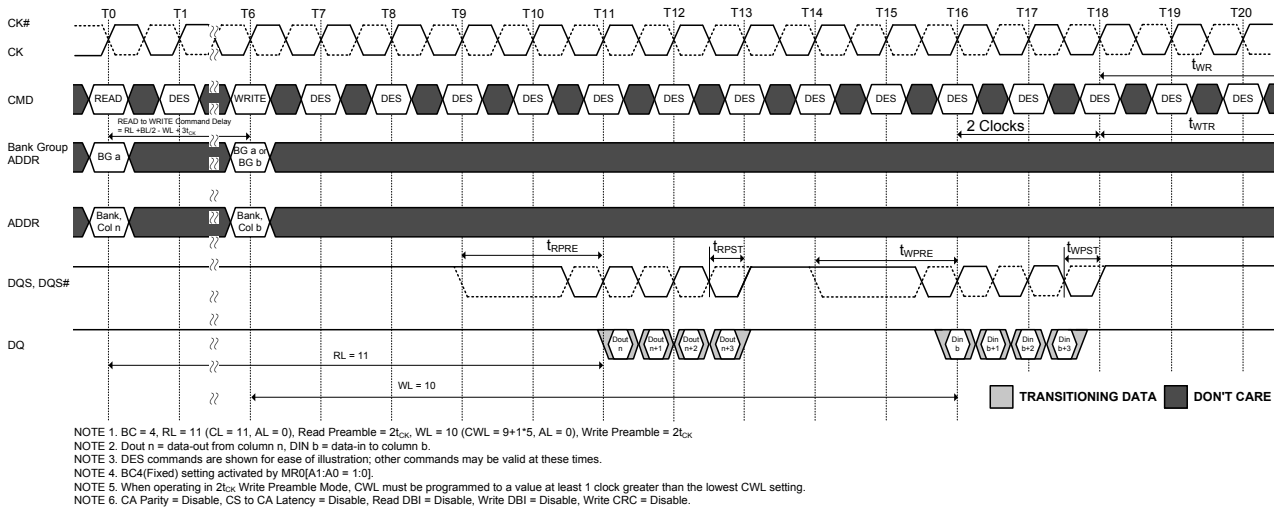 T0 T1 T6 T7 T8 T9 T10 T11 T12 T13 T14 T15 T16 T17 T18 T19 T20
CK#
CK
tWR
CMD READ DES WRITE DES DES DES DES DES DES DES DES DES DES DES DES DES DES
READ to WRITE Command Delay
= RL +BL/2 - WL + 3tCK
2 Clocks tWTR
Bank Group
ADDR
BG a
BG a or
BG b
ADDR
Bank,
Col n
Bank,
Col b
tRPRE tRPST tWPRE tWPST
DQS, DQS#
DQ
Dout
n
Dout
n+1
Dout
n+2
Dout
n+3
Din
b
Din
b+1
Din
b+2
Din
b+3
RL = 11
WL = 10
TRANSITIONING DATA DON'T CARE
NOTE 1. BC = 4, RL = 11 (CL = 11, AL = 0), Read Preamble = 2tCK, WL = 10 (CWL = 9+1*5, AL = 0), Write Preamble = 2tCK
NOTE 2. Dout n = data-out from column n, DIN b = data-in to column b.
NOTE 3. DES commands are shown for ease of illustration; other commands may be valid at these times.
NOTE 4. BC4(Fixed) setting activated by MR0[A1:A0 = 1:0].
NOTE 5. When operating in 2tCK Write Preamble Mode, CWL must be programmed to a value at least 1 clock greater than the lowest CWL setting.
NOTE 6. CA Parity = Disable, CS to CA Latency = Disable, Read DBI = Disable, Write DBI = Disable, Write CRC = Disable.